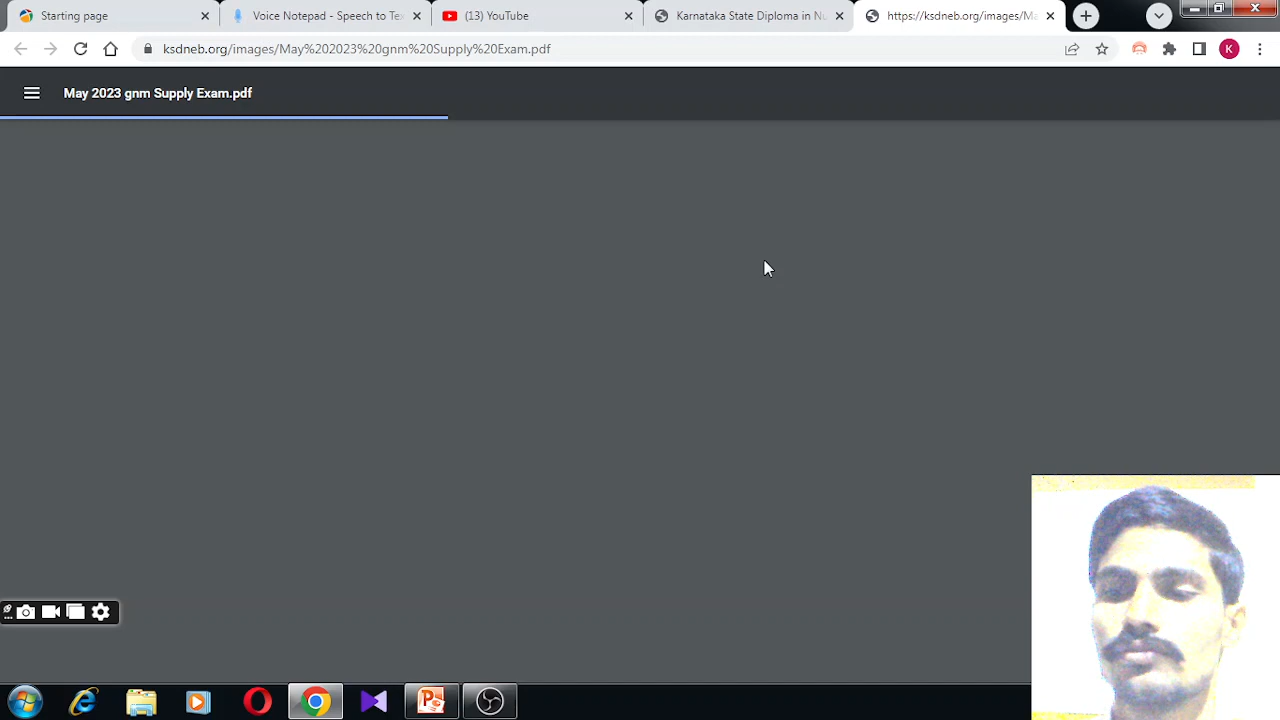 Starting page
Voice Notepad - Speech to Te
(13) YouTube
Karnataka State Diploma in Nu
https://ksdneb.org/images/Ma
ksdneb.org/images/May%202023%20gnm%20Supply%20Exam.pdf
K
May 2023 gnm Supply Exam.pdf